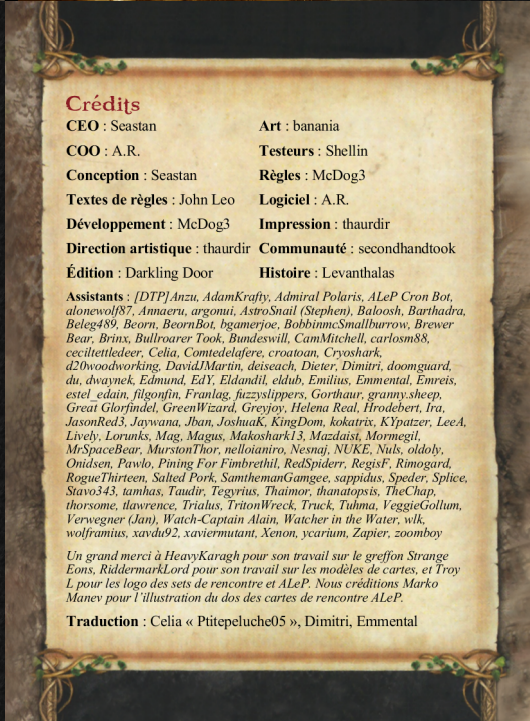 Crédits
CEO : Seastan
Art : banania
COO : A.R.
Testeurs : Shellin
Conception : Seastan
Règles : McDog3
Textes de règles : John Leo
Logiciel : A.R.
Développement : McDog3
Impression : thaurdir
Direction artistique : thaurdir
Communauté : secondhandtook
Édition : Darkling Door
Histoire : Levanthalas
Assistants : [DTP]Anzu, AdamKrafty, Admiral Polaris, ALeP Cron Bot,
alonewolf87, Annaeru, argonui, AstroSnail (Stephen), Baloosh, Barthadra,
Beleg489, Beorn, BeornBot, bgamerjoe, BobbinmcSmallburrow, Brewer
Bear, Brinx, Bullroarer Took, Bundeswill, CamMitchell, carlosm88,
ceciltettledeer, Celia, Comtedelafere, croatoan, Cryoshark,
d20woodworking, DavidJMartin, deiseach, Dieter, Dimitri, doomguard,
du, dwaynek, Edmund, EdY, Eldandil, eldub, Emilius, Emmental, Emreis,
estel_edain, filgonfin, Franlag, fuzzyslippers, Gorthaur, granny.sheep,
Great Glorfindel, GreenWizard, Greyjoy, Helena Real, Hrodebert, Ira,
JasonRed3, Jaywana, Jban, JoshuaK, KingDom, kokatrix, KYpatzer, LeeA,
Lively, Lorunks, Mag, Magus, Makoshark13, Mazdaist, Mormegil,
MrSpaceBear, MurstonThor, nelloianiro, Nesnaj, NUKE, Nuls, oldoly,
Onidsen, Pawlo, Pining For Fimbrethil, RedSpiderr, RegisF, Rimogard,
RogueThirteen, Salted Pork, SamthemanGamgee, sappidus, Speder, Splice,
Stavo343, tamhas, Taudir, Tegyrius, Thaimor, thanatopsis, TheChap,
thorsome, tlawrence, Trialus, TritonWreck, Truck, Tuhma, VeggieGollum,
Verwegner (Jan), Watch-Captain Alain, Watcher in the Water, wlk,
wolframius, xavdu92, xaviermutant, Xenon, ycarium, Zapier, zoomboy
Un grand merci à HeavyKaragh pour son travail sur le greffon Strange
Eons, RiddermarkLord pour son travail sur les modèles de cartes, et Troy
L pour les logo des sets de rencontre et ALeP. Nous créditions Marko
Manev pour l'illustration du dos des cartes de rencontre ALeP.
Traduction : Celia « Ptitepeluche05 », Dimitri, Emmental